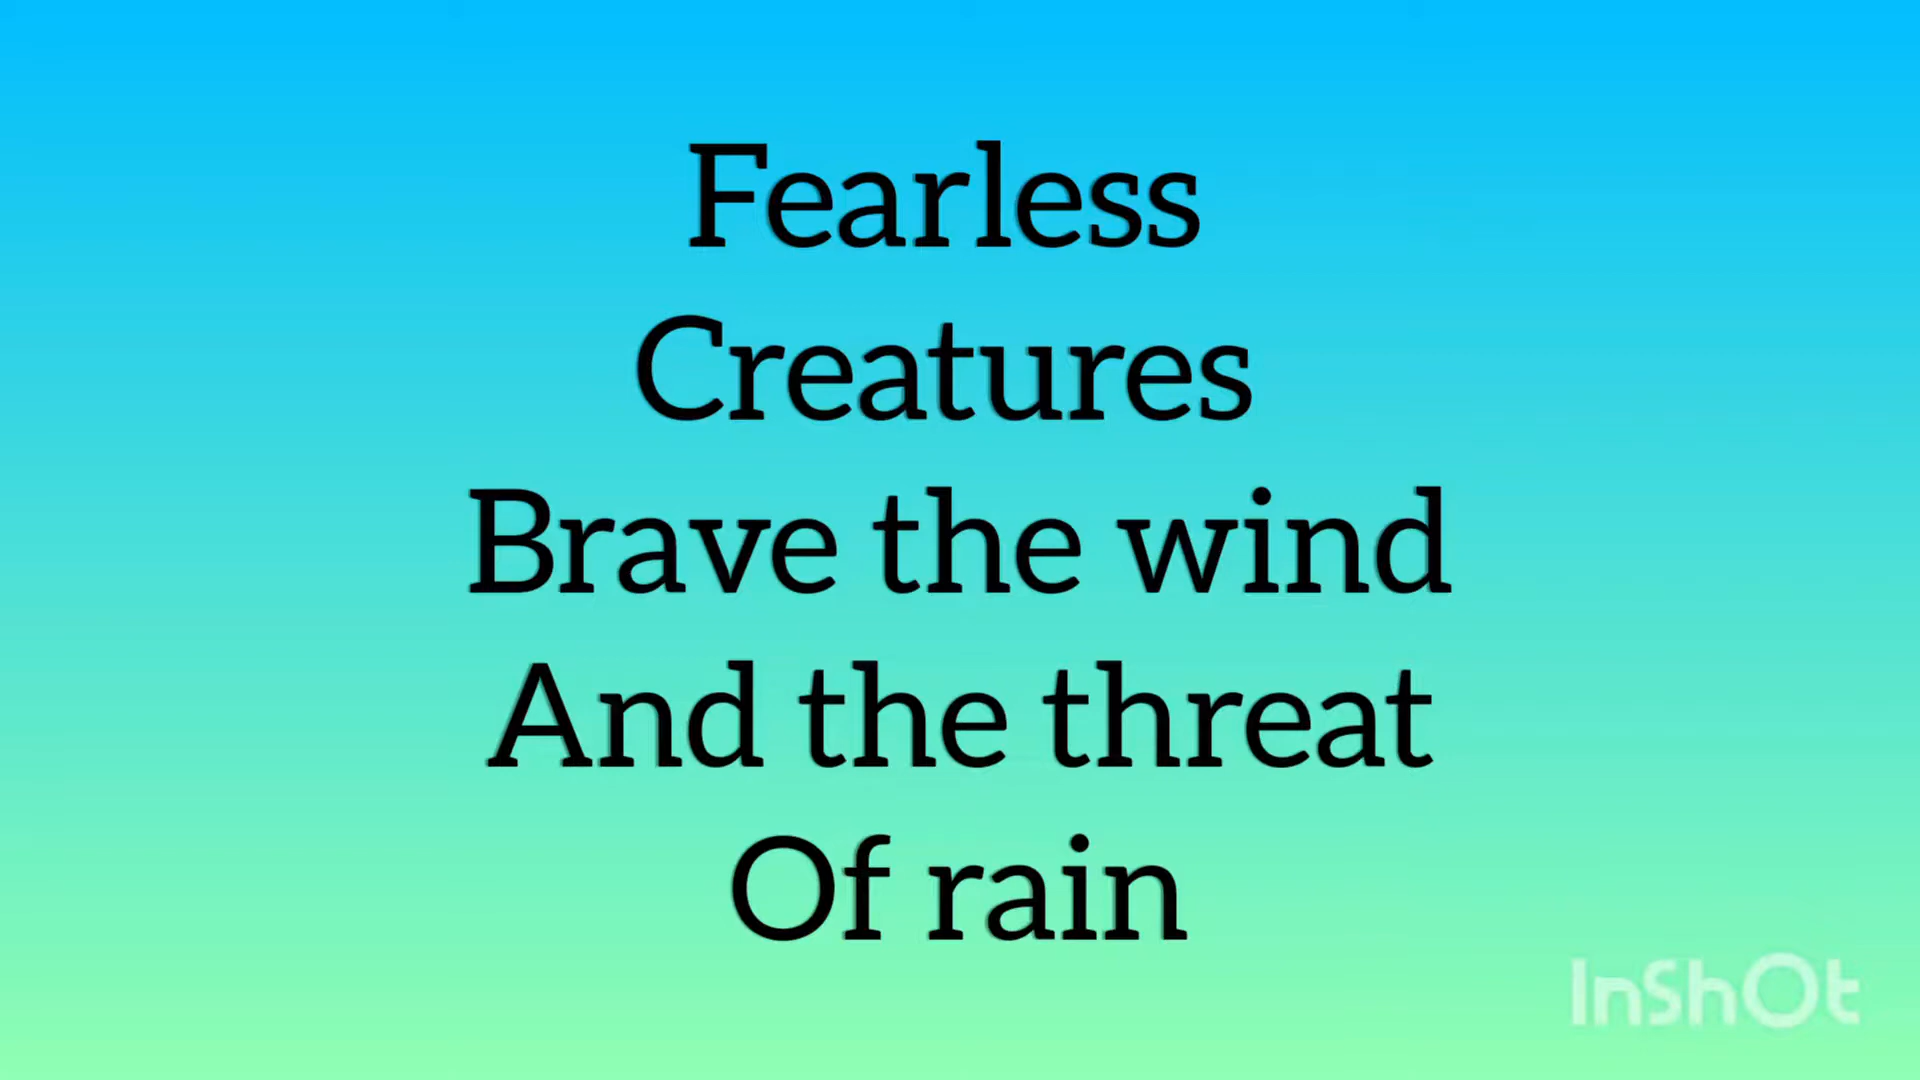 Fearless
Creatures
Brave the wind
And the threat
Of rain
InShOt